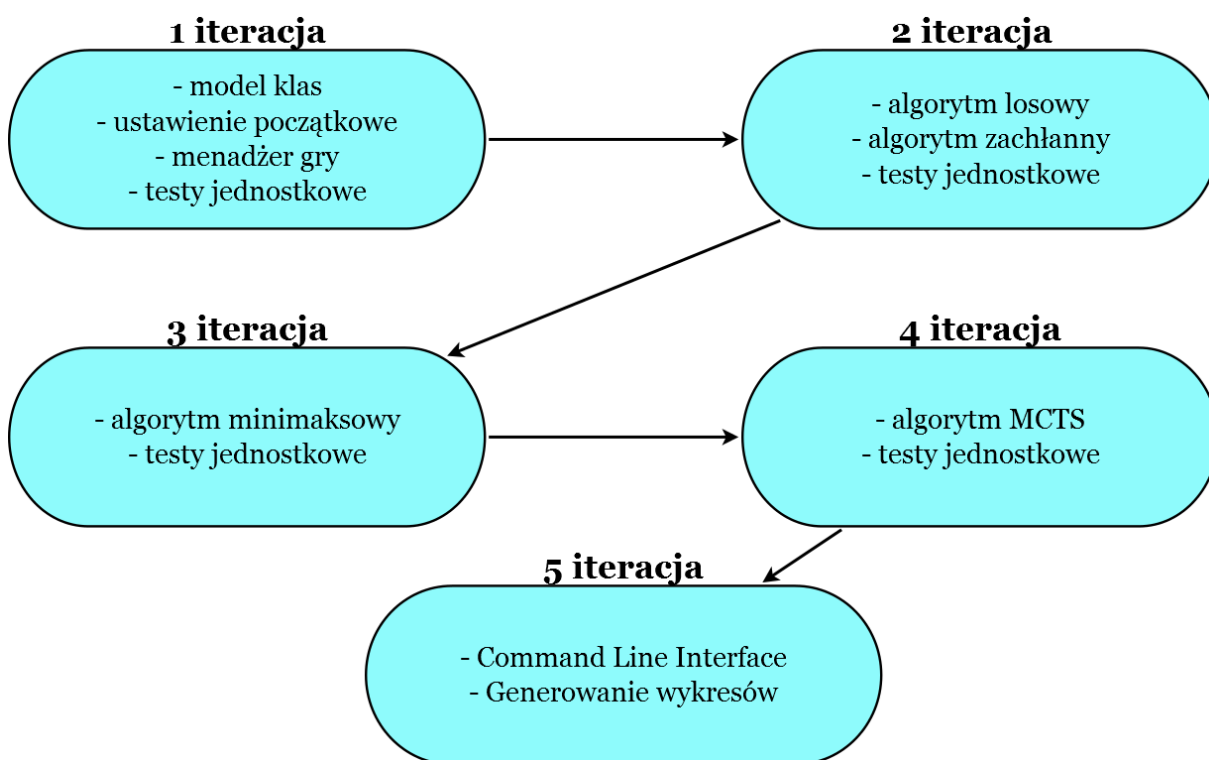 1 iteracja
- model klas
- ustawienie początkowe
- menadżer gry
- testy jednostkowe
2 iteracja
- algorytm losowy
- algorytm zachłanny
- testy jednostkowe
3 iteracja
- algorytm minimaksowy
- testy jednostkowe
4 iteracja
- algorytm MCTS
- testy jednostkowe
5 iteracja
- Command Line Interface
- Generowanie wykresów